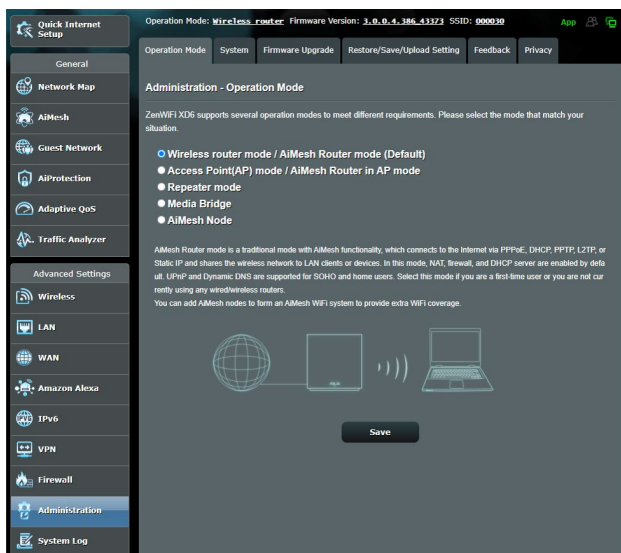 Quick Internet
Setup
Operation Mode: Wireless router Firmware Version: 3.0.0.4.386_43373 SSID: 000030
App
Operation Mode
System
Firmware Upgrade
Restore/Save/Upload Setting
Feedback
Privacy
General
Network Map
AiMesh
Guest Network
AiProtection
Adaptive QoS
Traffic Analyzer
Advanced Settings
Wireless
LAN
WAN
Amazon Alexa
IPv6
VPN
Firewall
Administration
System Log
Administration - Operation Mode
ZenWiFi XD6 supports several operation modes to meet different requirements. Please select the mode that match your
situation.
Wireless router mode / AiMesh Router mode (Default)
Access Point(AP) mode / AiMesh Router in AP mode
Repeater mode
Media Bridge
AiMesh Node
AiMesh Router mode is a traditional mode with AiMesh functionality, which connects to the Internet via PPPoE, DHCP, PPTP, L2TP, or
Static IP and shares the wireless network to LAN clients or devices. In this mode, NAT, firewall, and DHCP server are enabled by defa
ult. UPnP and Dynamic DNS are supported for SOHO and home users. Select this mode if you are a first-time user or you are not cur
rently using any wired/wireless routers.
You can add AiMesh nodes to form an AiMesh WiFi system to provide extra WiFi coverage.
Save